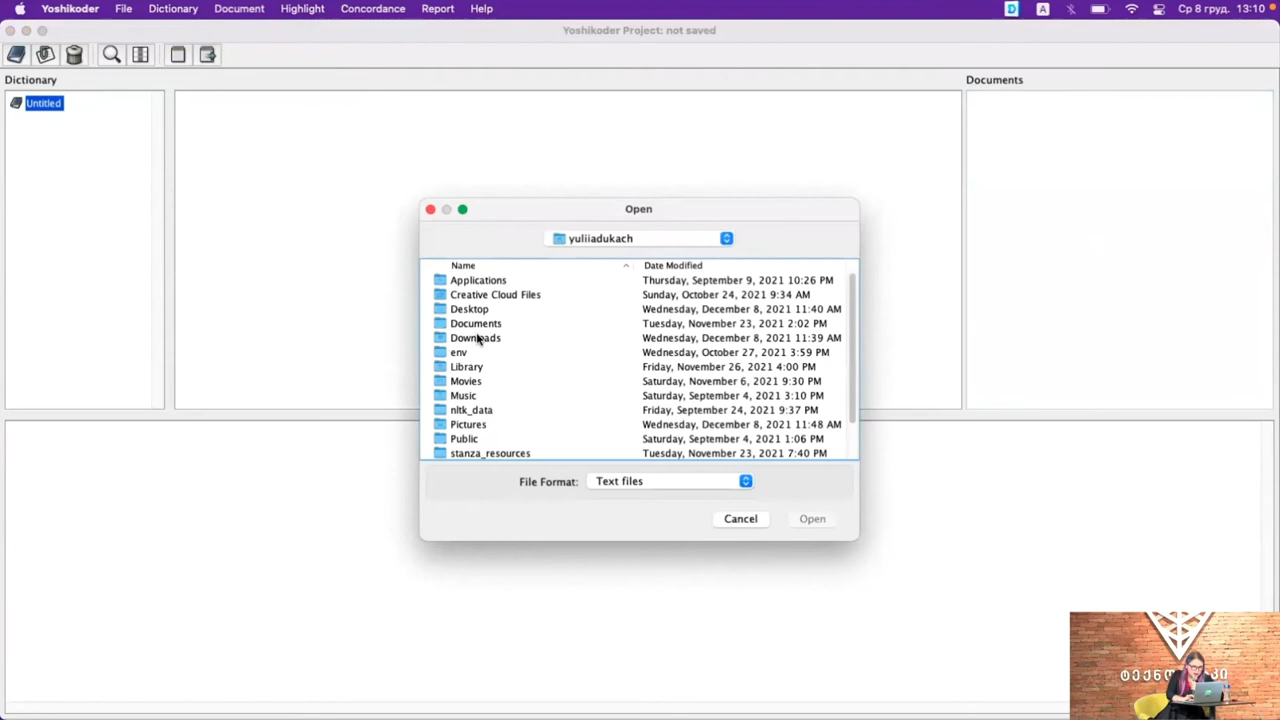 Yoshikoder File Dictionary Document Highlight Concordance Report Help D A Ср 8 груд. 13:10
Yoshikoder Project: not saved
Dictionary
Documents
Untitled
Open
yuliiadukach
Name Date Modified
Applications Thursday, September 9, 2021 10:26 PM
Creative Cloud Files Sunday, October 24, 2021 9:34 AM
Desktop Wednesday, December 8, 2021 11:40 AM
Documents Tuesday, November 23, 2021 2:02 PM
Downloads Wednesday, December 8, 2021 11:39 AM
env Wednesday, October 27, 2021 3:59 PM
Library Friday, November 26, 2021 4:00 PM
Movies Saturday, November 6, 2021 9:30 PM
Music Saturday, September 4, 2021 3:10 PM
nltk_data Friday, September 24, 2021 9:37 PM
Pictures Wednesday, December 8, 2021 11:48 AM
Public Saturday, September 4, 2021 1:06 PM
stanza_resources Tuesday, November 23, 2021 7:40 PM
File Format: Text files
Cancel Open